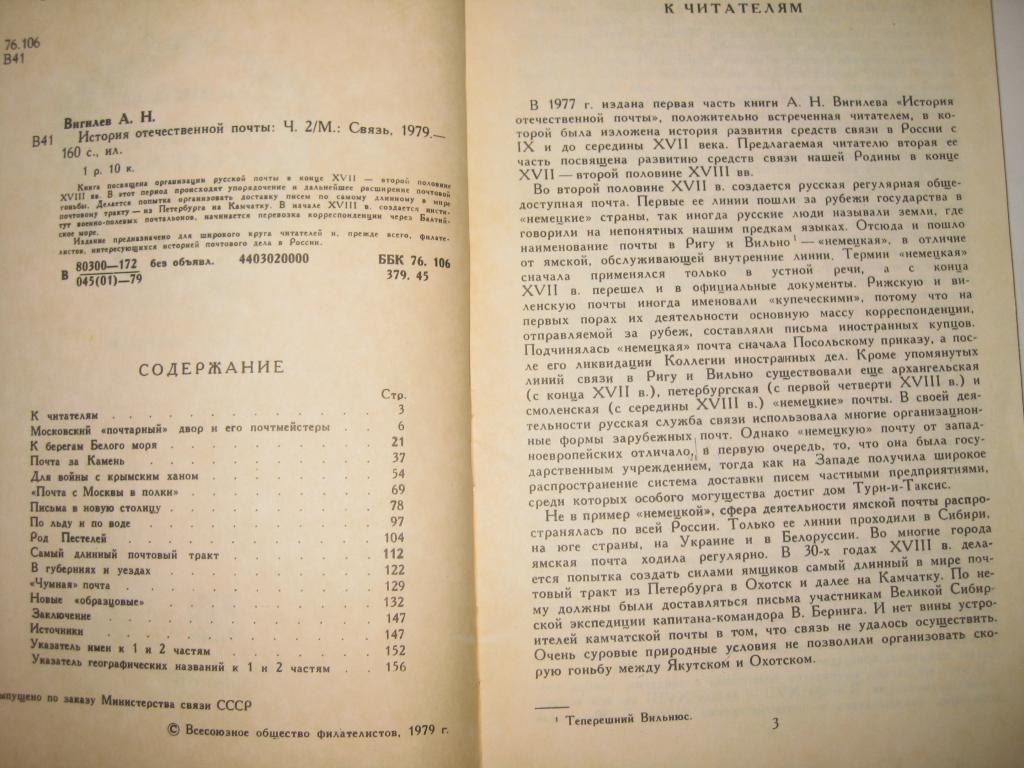 76.106
В41
Вигилев А. Н.
В41 История отечественной почты: Ч. 2/М.: Связь, 1979.—
160 с., ил.
1 р. 10 к.
Книга посвящена организации русской почты в конце XVII — второй половине
XVIII вв. В этот период происходят упорядочение и дальнейшее расширение почтовой
гоньбы. Делается попытка организовать доставку писем по самому длинному в мире
почтовому тракту — из Петербурга на Камчатку. В начале XVIII в. создается инсти-
тут военно-полевых почтальонов, начинается перевозка корреспонденции через Балтий-
ское море.
Издание предназначено для широкого круга читателей и, прежде всего, филате-
листов, интересующихся историей почтового дела в России.
В 80300—172 без объявл. 4403020000 ББК 76. 106
045(01)—79 379. 45
СОДЕРЖАНИЕ
Стр.
К читателям . . . . . . . . . . . . 3
Московский «почтарный» двор и его почтмейстеры . . 6
К берегам Белого моря . . . . . . . . . . 21
Почта за Камень . . . . . . . . . . . 37
Для войны с крымским ханом . . . . . . . . 54
«Почта с Москвы в полки» . . . . . . . . . 69
Письма в новую столицу . . . . . . . . . . 78
По льду и по воде . . . . . . . . . . . 97
Род Пестелей . . . . . . . . . . . . 104
Самый длинный почтовый тракт . . . . . . . 112
В губерниях и уездах . . . . . . . . . . 122
«Чумная» почта . . . . . . . . . . . 129
Новые «образцовые» . . . . . . . . . . 132
Заключение . . . . . . . . . . . . 147
Источники . . . . . . . . . . . . 147
Указатель имен к 1 и 2 частям . . . . . . . 152
Указатель географических названий к 1 и 2 частям . . 156
ыпущено по заказу Министерства связи СССР
© Всесоюзное общество филателистов, 1979 г.
К ЧИТАТЕЛЯМ
В 1977 г. издана первая часть книги А. Н. Вигилева «История
отечественной почты», положительно встреченная читателем, в ко-
торой была изложена история развития средств связи в России с
IX и до середины XVII века. Предлагаемая читателю вторая ее
часть посвящена развитию средств связи нашей Родины в конце
XVII — второй половине XVIII вв.
Во второй половине XVII в. создается русская регулярная обще-
доступная почта. Первые ее линии пошли за рубежи государства в
«немецкие» страны, так иногда русские люди называли земли, где
говорили на непонятных нашим предкам языках. Отсюда и пошло
наименование почты в Ригу и Вильно¹ — «немецкая», в отличие
от ямской, обслуживающей внутренние линии. Термин «немецкая»
сначала применялся только в устной речи, а с конца
XVII в. перешел и в официальные документы. Рижскую и ви-
ленскую почты иногда именовали «купеческими», потому что на
первых порах их деятельности основную массу корреспонденции,
отправляемой за рубеж, составляли письма иностранных купцов.
Подчинялась «немецкая» почта сначала Посольскому приказу, а пос-
ле его ликвидации Коллегии иностранных дел. Кроме упомянутых
линий связи в Ригу и Вильно существовали еще архангельская
(с конца XVII в.), петербургская (с первой четверти XVIII в.) и
смоленская (с середины XVIII в.) «немецкие» почты. В своей дея-
тельности русская служба связи использовала многие организацион-
ные формы зарубежных почт. Однако «немецкую» почту от запад-
ноевропейских отличало, в первую очередь, то, что она была госу-
дарственным учреждением, тогда как на Западе получила широкое
распространение система доставки писем частными предприятиями,
среди которых особого могущества достиг дом Турн-и-Таксис.
Не в пример «немецкой», сфера деятельности ямской почты распро-
странялась по всей России. Только ее линии проходили в Сибири,
на юге страны, на Украине и в Белоруссии. Во многие города
ямская почта ходила регулярно. В 30-х годах XVIII в. дела-
ется попытка создать силами ямщиков самый длинный в мире поч-
товый тракт из Петербурга в Охотск и далее на Камчатку. По не-
му должны были доставляться письма участникам Великой Сибир-
ской экспедиции капитана-командора В. Беринга. И нет вины устро-
ителей камчатской почты в том, что связь не удалось осуществить.
Очень суровые природные условия не позволили организовать ско-
рую гоньбу между Якутском и Охотском.
¹ Теперешний Вильнюс.
3